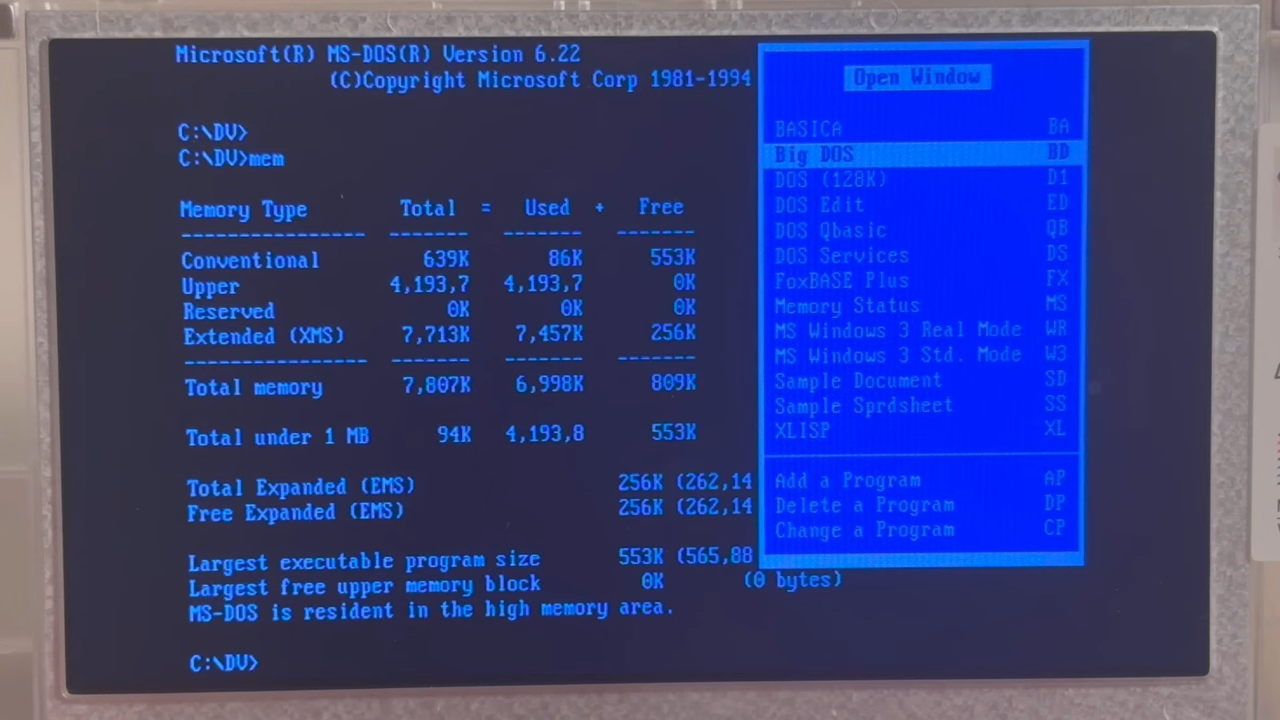 Microsoft(R) MS-DOS(R) Version 6.22
(C)Copyright Microsoft Corp 1981-1994
C:\DV>
C:\DV>mem
Memory Type Total = Used + Free
---------------- ------- ------- -------
Conventional 639K 86K 553K
Upper 4,193,7 4,193,7 0K
Reserved 0K 0K 0K
Extended (XMS) 7,713K 7,457K 256K
---------------- ------- ------- -------
Total memory 7,807K 6,998K 809K
Total under 1 MB 94K 4,193,8 553K
Total Expanded (EMS) 256K (262,14
Free Expanded (EMS) 256K (262,14
Largest executable program size 553K (565,88
Largest free upper memory block 0K (0 bytes)
MS-DOS is resident in the high memory area.
C:\DV>
Open Window
BASICA BA
Big DOS BD
DOS (128K) D1
DOS Edit ED
DOS Qbasic QB
DOS Services DS
FoxBASE Plus FX
Memory Status MS
MS Windows 3 Real Mode WR
MS Windows 3 Std. Mode W3
Sample Document SD
Sample Sprdsheet SS
XLISP XL
Add a Program AP
Delete a Program DP
Change a Program CP